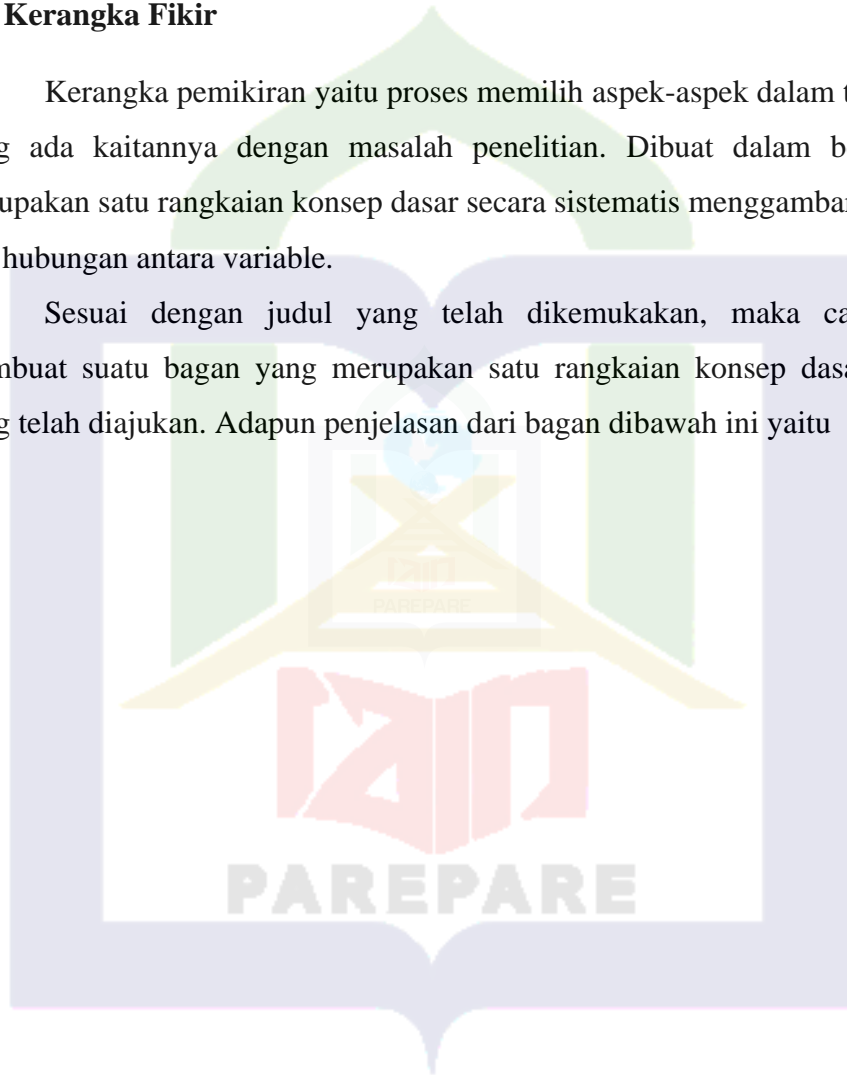 Kerangka Fikir
Kerangka pemikiran yaitu proses memilih aspek-aspek dalam t
g ada kaitannya dengan masalah penelitian. Dibuat dalam b
upakan satu rangkaian konsep dasar secara sistematis menggambar
hubungan antara variable.
Sesuai dengan judul yang telah dikemukakan, maka ca
mbuat suatu bagan yang merupakan satu rangkaian konsep dasa
g telah diajukan. Adapun penjelasan dari bagan dibawah ini yaitu
PAREPARE
PAREPARE